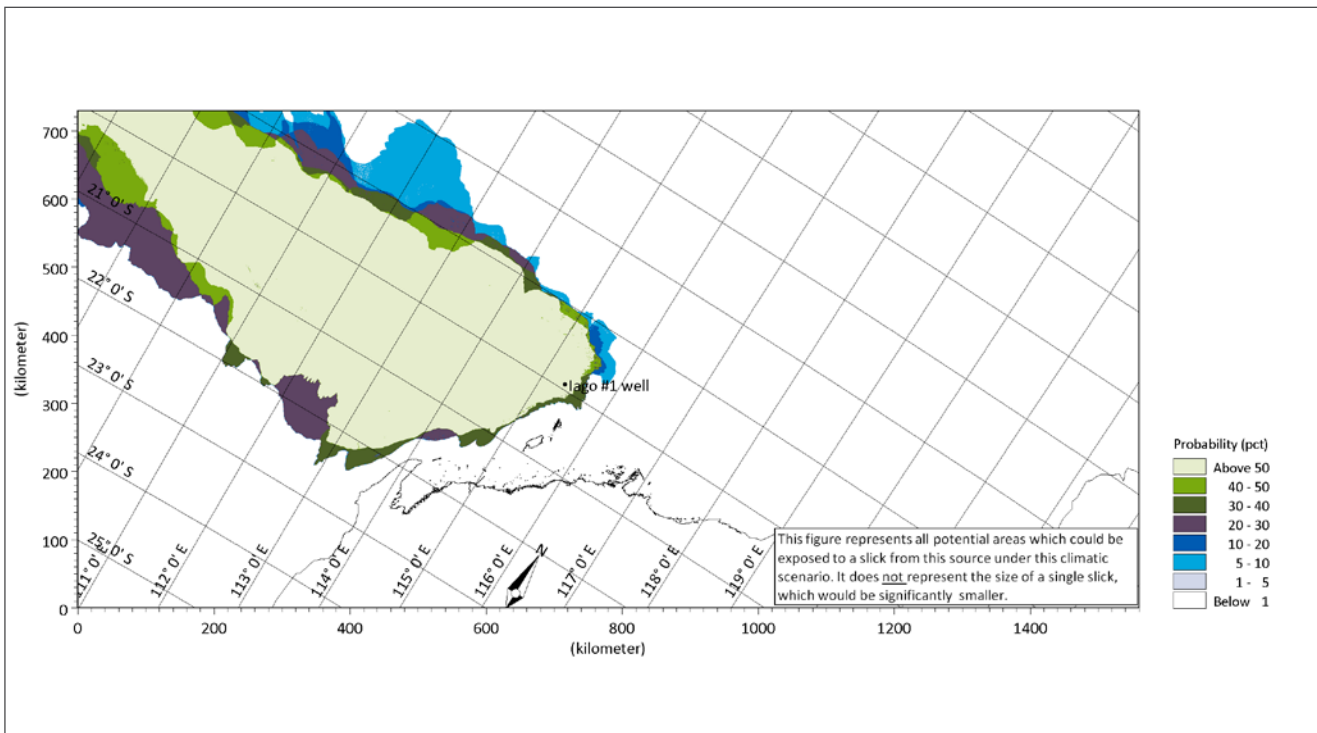 700
600
500
400
300
200
100
0
(kilometer)
21° 0' S
22° 0' S
23° 0' S
24° 0' S
25° 0' S
111° 0'
112° 0' E
113° 0' E
114° 0' E
115° 0' E
116° 0' E
117° 0' E
118° 0' E
119° 0' E
N
Iago #1 well
This figure represents all potential areas which could be
exposed to a slick from this source under this climatic
scenario. It does not represent the size of a single slick,
which would be significantly smaller.
0
200
400
600
800
1000
1200
1400
(kilometer)
Probability (pct)
Above 50
40 - 50
30 - 40
20 - 30
10 - 20
5 - 10
1 - 5
Below 1